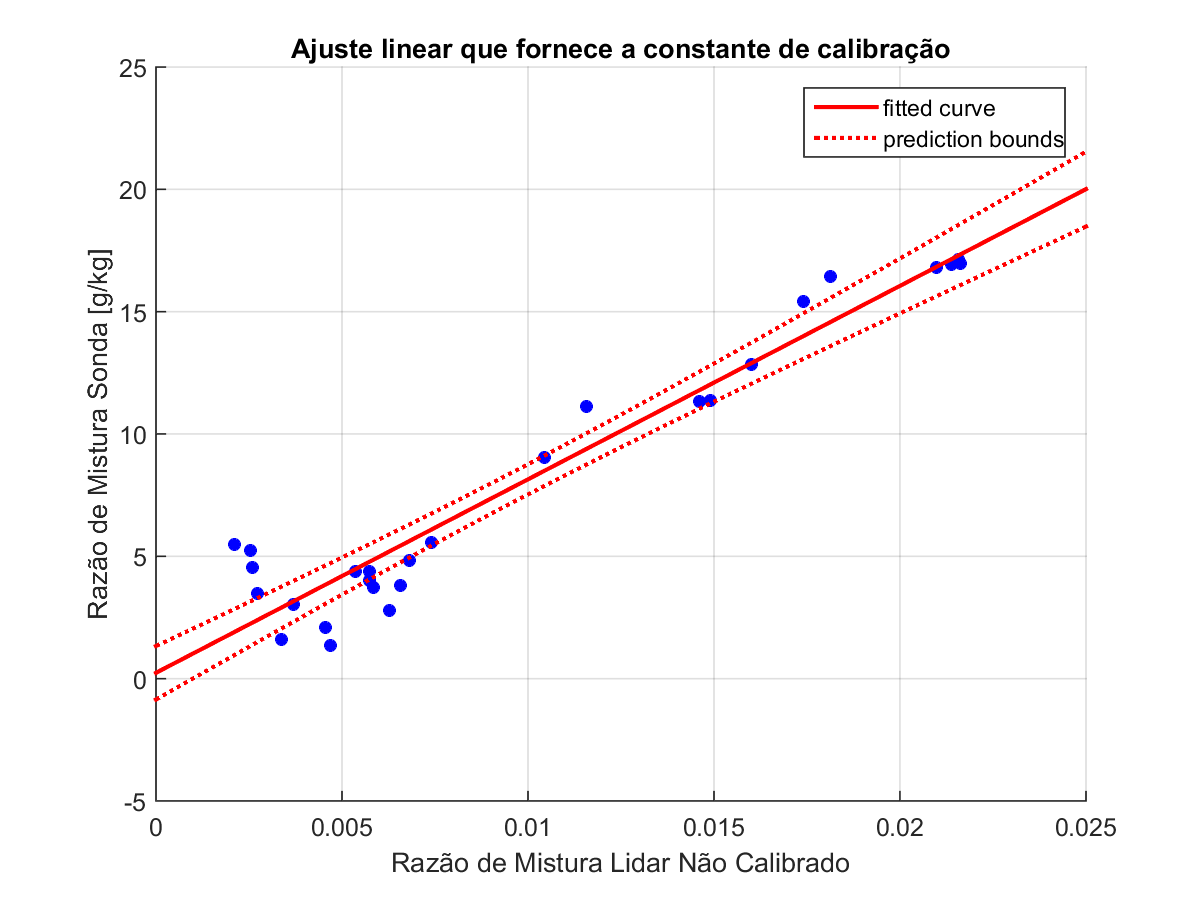 Ajuste linear que fornece a constante de calibração
25
fitted curve
prediction bounds
20
15
10
5
0
-5
0 0.005 0.01 0.015 0.02 0.025
Razão de Mistura Sonda [g/kg]
Razão de Mistura Lidar Não Calibrado